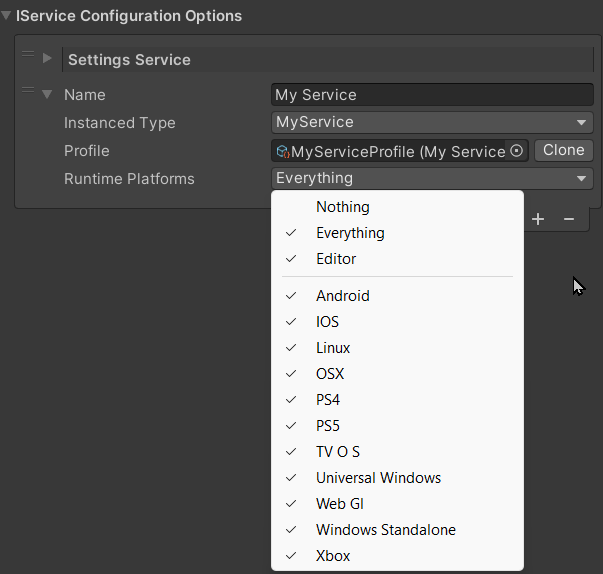 IService Configuration Options
Settings Service
Name My Service
Instanced Type MyService
Profile MyServiceProfile (My Service Clone
Runtime Platforms Everything
Nothing
Everything
Editor
Android
IOS
Linux
OSX
PS4
PS5
TV O S
Universal Windows
Web Gl
Windows Standalone
Xbox